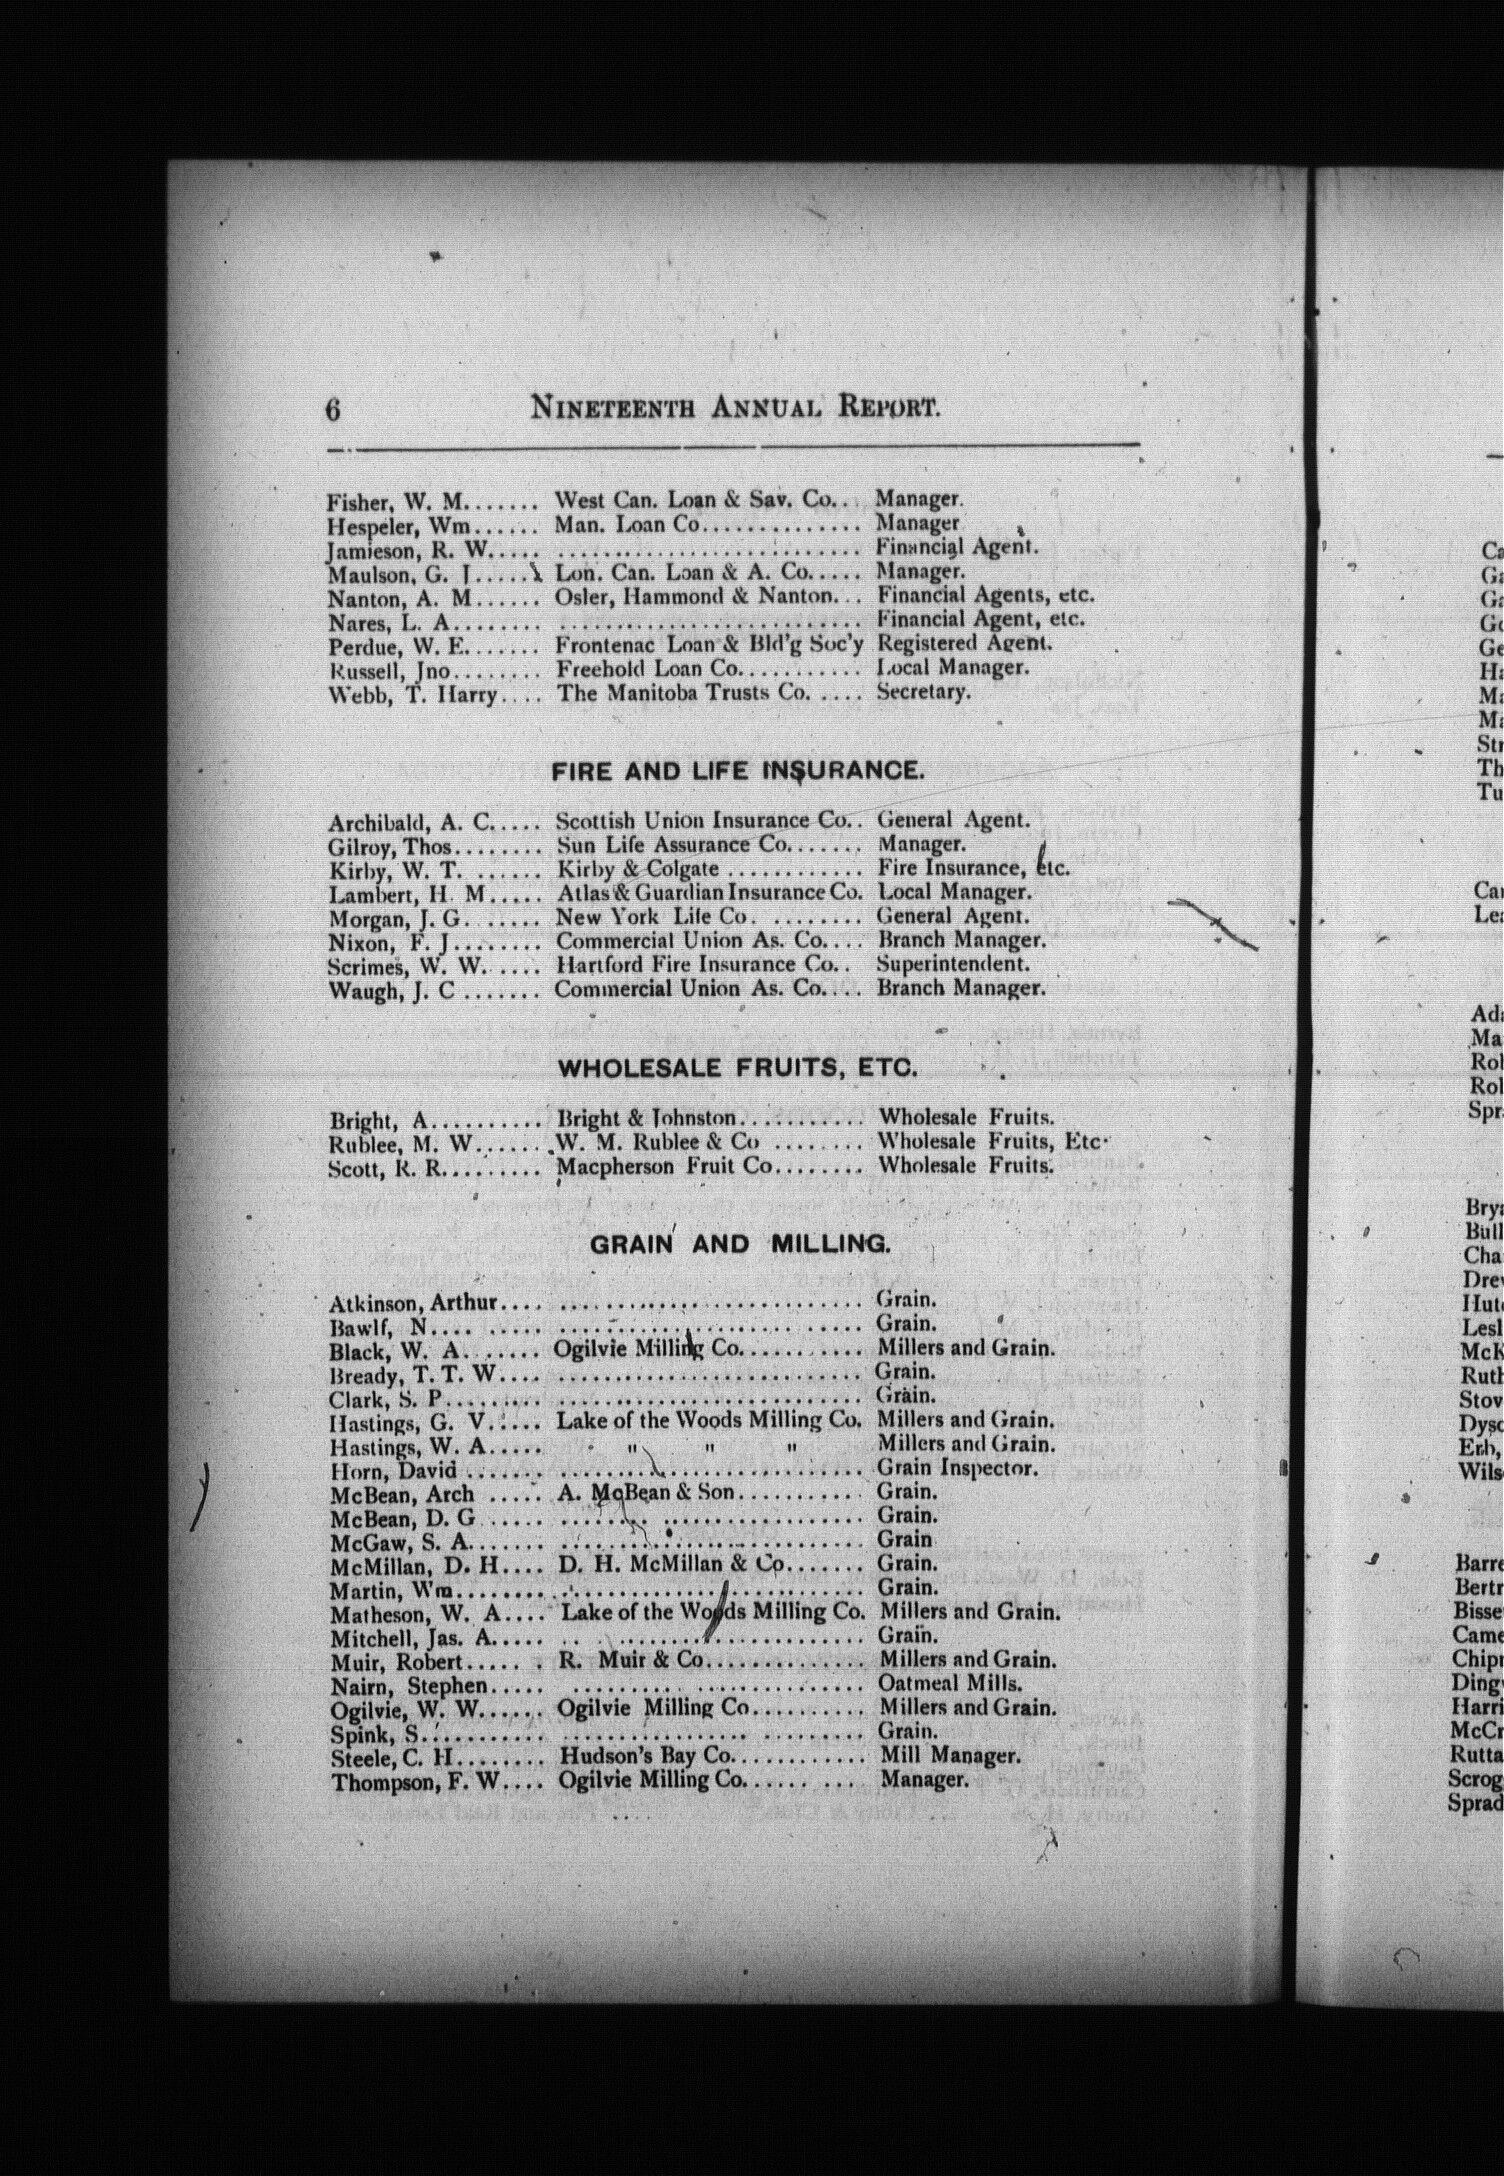 6 NINETEENTH ANNUAL REPORT.
Fisher, W. M....... West Can. Loan & Sav. Co... Manager.
Hespeler, Wm...... Man. Loan Co.............. Manager
Jamieson, R. W..... .......................... Financial Agent.
Maulson, G. J...... Lon. Can. Loan & A. Co..... Manager.
Nanton, A. M...... Osler, Hammond & Nanton... Financial Agents, etc.
Nares, L. A........ .......................... Financial Agent, etc.
Perdue, W. E....... Frontenac Loan & Bld'g Soc'y Registered Agent.
Russell, Jno........ Freehold Loan Co........... Local Manager.
Webb, T. Harry.... The Manitoba Trusts Co. ..... Secretary.
FIRE AND LIFE INSURANCE.
Archibald, A. C..... Scottish Union Insurance Co.. General Agent.
Gilroy, Thos........ Sun Life Assurance Co....... Manager.
Kirby, W. T. ...... Kirby & Colgate ............ Fire Insurance, etc.
Lambert, H. M..... Atlas & Guardian Insurance Co. Local Manager.
Morgan, J. G....... New York Life Co. ........ General Agent.
Nixon, F. J........ Commercial Union As. Co.... Branch Manager.
Scrimes, W. W. .... Hartford Fire Insurance Co.. Superintendent.
Waugh, J. C ....... Commercial Union As. Co.... Branch Manager.
WHOLESALE FRUITS, ETC.
Bright, A.......... Bright & Johnston........... Wholesale Fruits.
Rublee, M. W...... W. M. Rublee & Co ........ Wholesale Fruits, Etc.
Scott, R. R......... Macpherson Fruit Co........ Wholesale Fruits.
GRAIN AND MILLING.
Atkinson, Arthur.... .......................... Grain.
Bawlf, N.... ..... .......................... Grain.
Black, W. A....... Ogilvie Milling Co........... Millers and Grain.
Bready, T. T. W.... .......................... Grain.
Clark, S. P......... .......................... Grain.
Hastings, G. V..... Lake of the Woods Milling Co. Millers and Grain.
Hastings, W. A..... " " " Millers and Grain.
Horn, David ....... .......................... Grain Inspector.
McBean, Arch ..... A. McBean & Son........... Grain.
McBean, D. G...... .......................... Grain.
McGaw, S. A....... .......................... Grain
McMillan, D. H.... D. H. McMillan & Co....... Grain.
Martin, Wm........ .......................... Grain.
Matheson, W. A.... Lake of the Woods Milling Co. Millers and Grain.
Mitchell, Jas. A..... .......................... Grain.
Muir, Robert..... . R. Muir & Co.............. Millers and Grain.
Nairn, Stephen..... .......................... Oatmeal Mills.
Ogilvie, W. W...... Ogilvie Milling Co.......... Millers and Grain.
Spink, S........... .......................... Grain.
Steele, C. H........ Hudson's Bay Co............ Mill Manager.
Thompson, F. W.... Ogilvie Milling Co......... Manager.